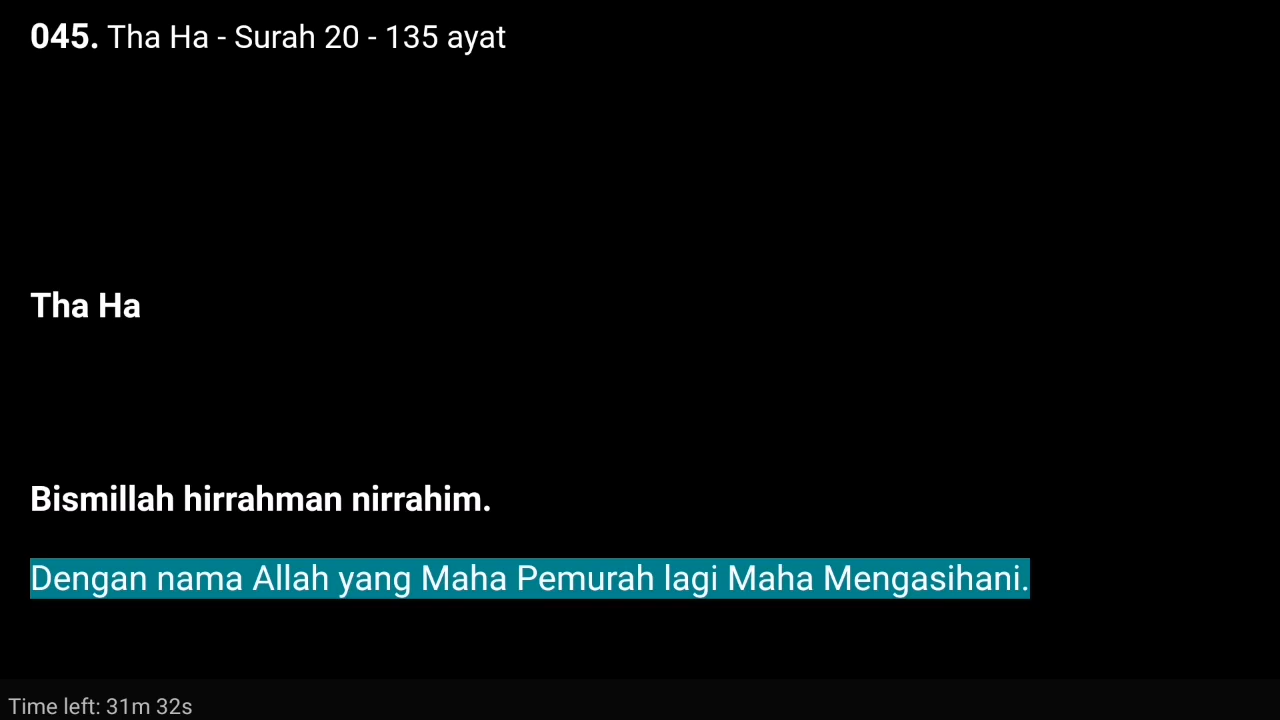 045. Tha Ha - Surah 20 - 135 ayat
Tha Ha
Bismillah hirrahman nirrahim.
Dengan nama Allah yang Maha Pemurah lagi Maha Mengasihani.
Time left: 31m 32s